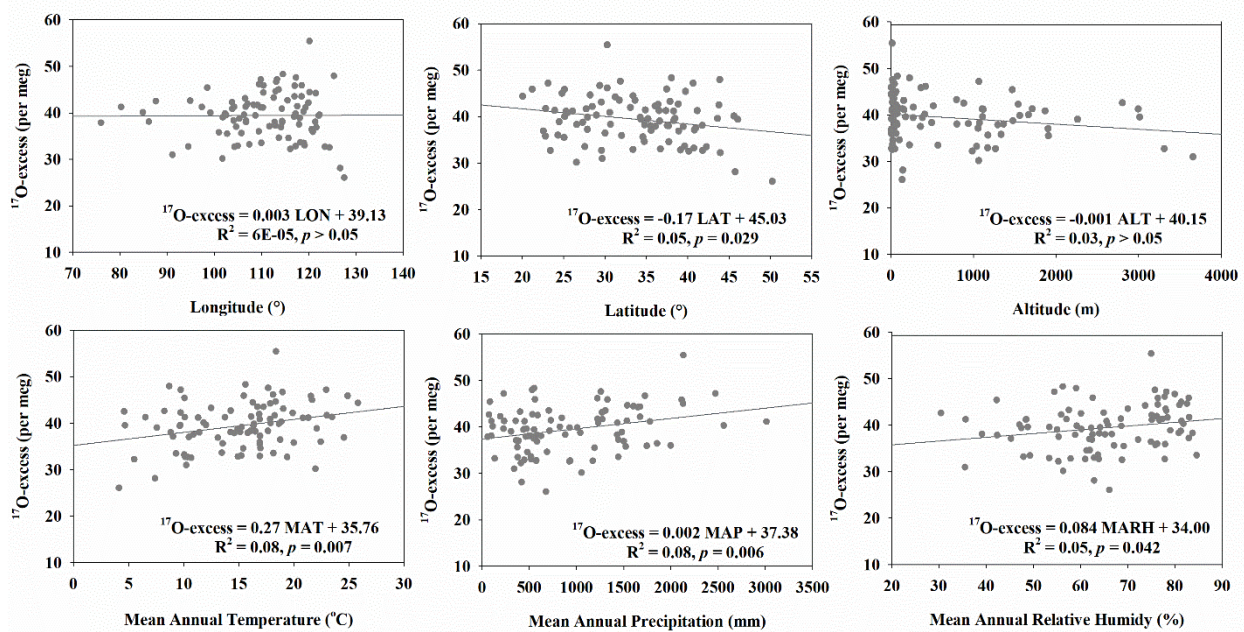 60
50
40
30
20
10
¹⁷O-excess (per meg)
¹⁷O-excess = 0.003 LON + 39.13
R² = 6E-05, p > 0.05
70 80 90 100 110 120 130 140
Longitude (°)
60
50
40
30
20
10
¹⁷O-excess (per meg)
¹⁷O-excess = -0.17 LAT + 45.03
R² = 0.05, p = 0.029
15 20 25 30 35 40 45 50 55
Latitude (°)
60
50
40
30
20
10
¹⁷O-excess (per meg)
¹⁷O-excess = -0.001 ALT + 40.15
R² = 0.03, p > 0.05
0 1000 2000 3000 4000
Altitude (m)
60
50
40
30
20
10
¹⁷O-excess (per meg)
¹⁷O-excess = 0.27 MAT + 35.76
R² = 0.08, p = 0.007
0 5 10 15 20 25 30
Mean Annual Temperature (°C)
60
50
40
30
20
10
¹⁷O-excess (per meg)
¹⁷O-excess = 0.002 MAP + 37.38
R² = 0.08, p = 0.006
0 500 1000 1500 2000 2500 3000 3500
Mean Annual Precipitation (mm)
60
50
40
30
20
10
¹⁷O-excess (per meg)
¹⁷O-excess = 0.084 MARH + 34.00
R² = 0.05, p = 0.042
20 30 40 50 60 70 80 90
Mean Annual Relative Humidy (%)